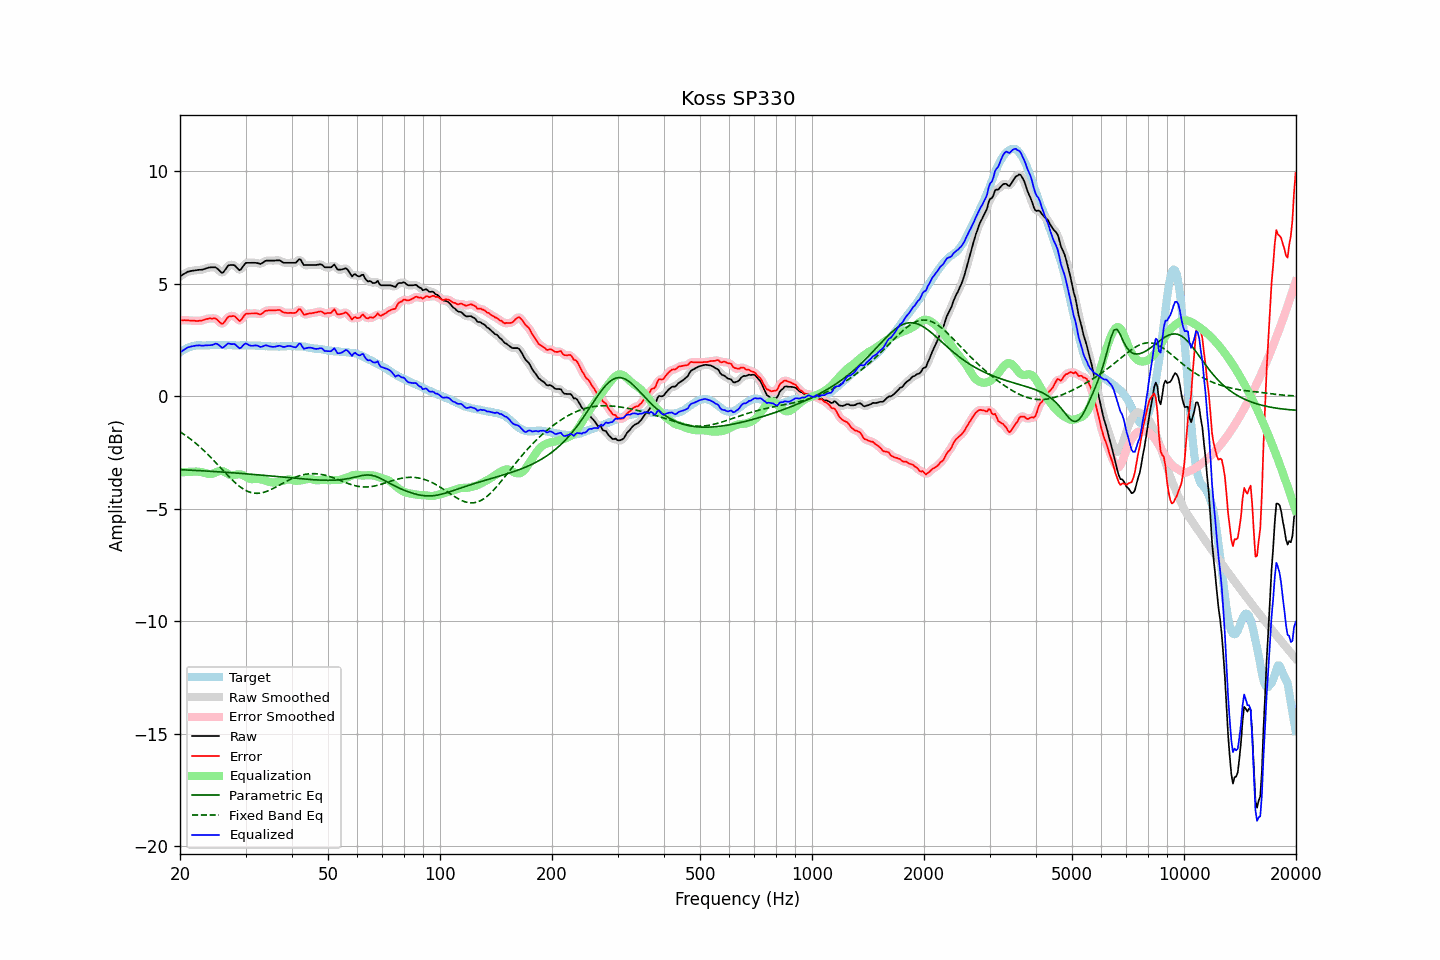 Koss SP330
10
5
0
−5
−10
−15
−20
Amplitude (dBr)
Target
Raw Smoothed
Error Smoothed
Raw
Error
Equalization
Parametric Eq
Fixed Band Eq
Equalized
20 50 100 200 500 1000 2000 5000 10000 20000
Frequency (Hz)